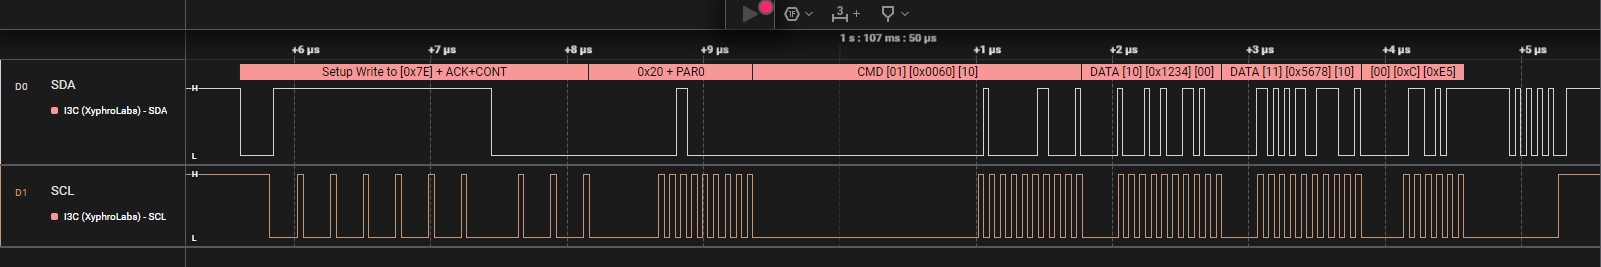 1F 3 +
1 s : 107 ms : 50 µs
+6 µs +7 µs +8 µs +9 µs +1 µs +2 µs +3 µs +4 µs +5 µs
Setup Write to [0x7E] + ACK+CONT 0x20 + PAR0 CMD [01] [0x0060] [10] DATA [10] [0x1234] [00] DATA [11] [0x5678] [10] [00] [0xC] [0xE5]
D0 SDA H
I3C (XyphroLabs) - SDA
L
D1 SCL H
I3C (XyphroLabs) - SCL
L